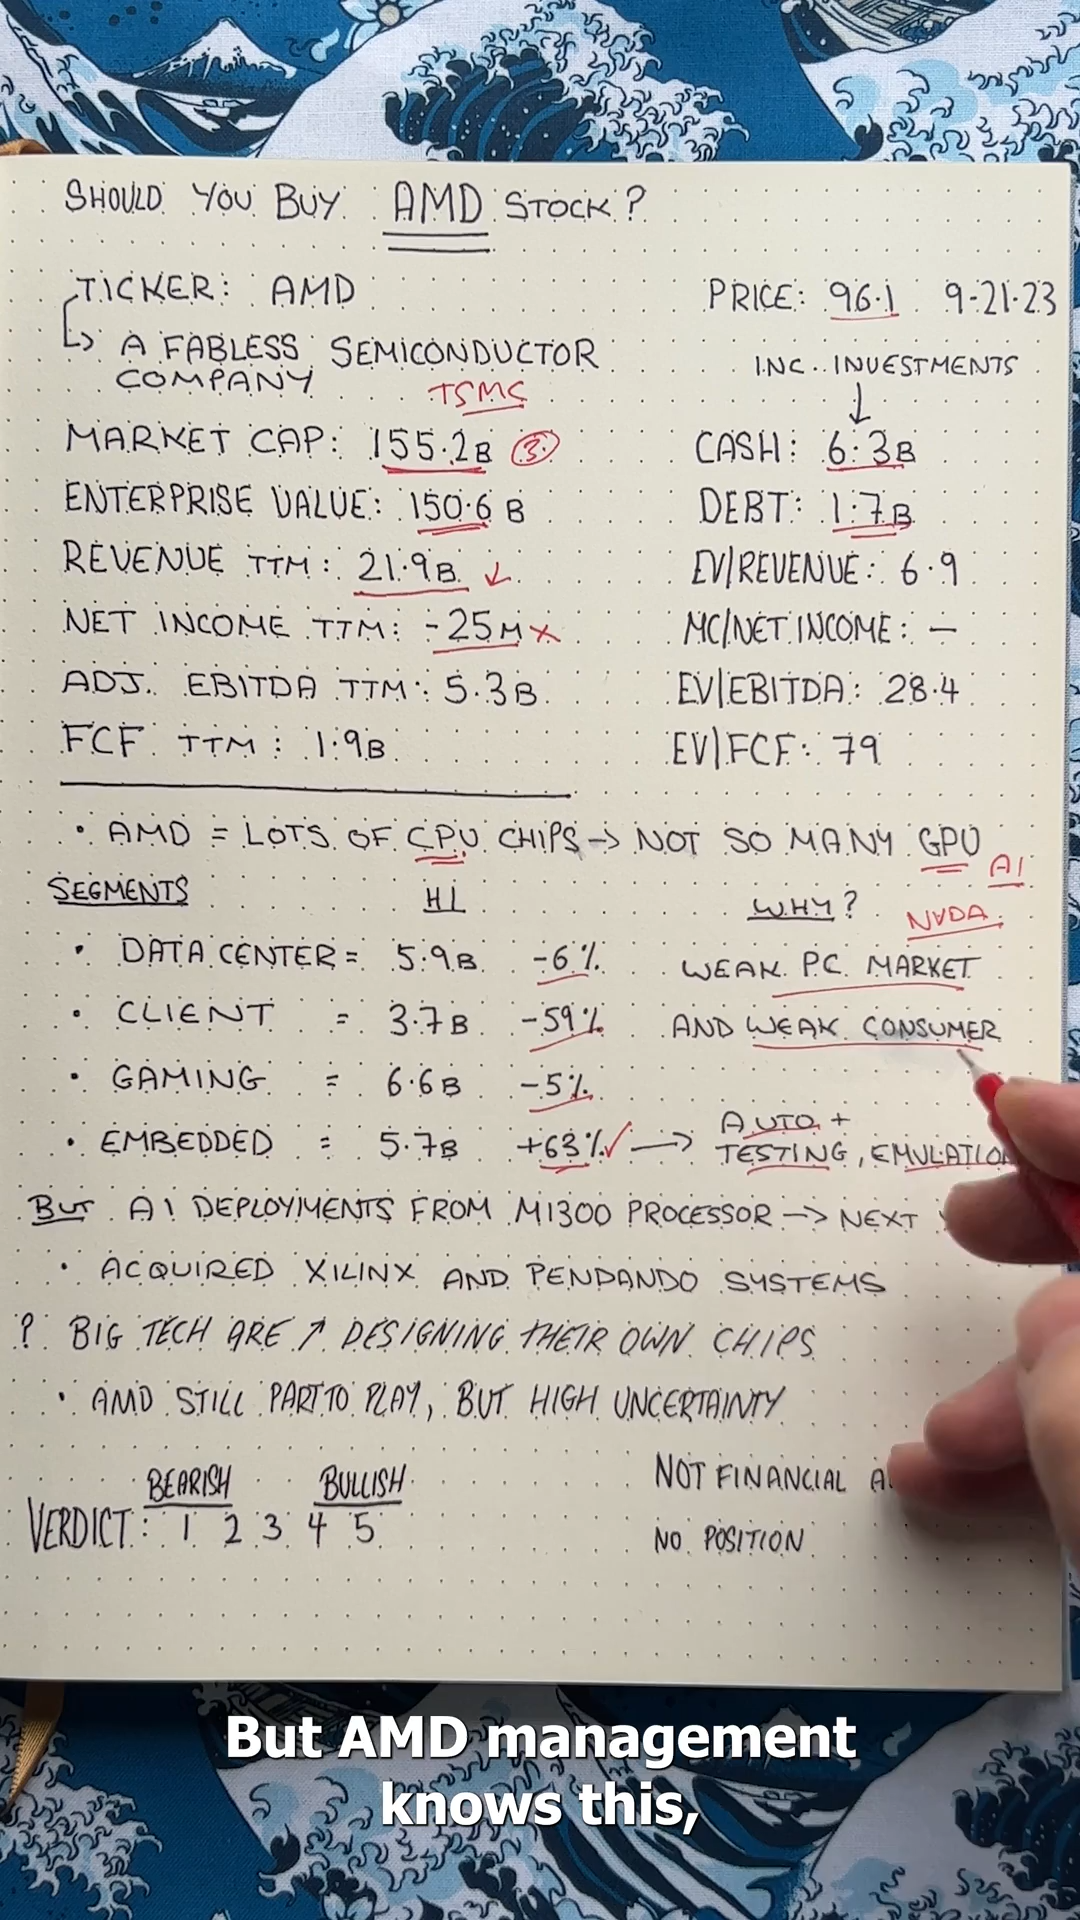 SHOULD YOU BUY AMD STOCK?
TICKER: AMD
PRICE: 96.1 9-21-23
↳ A FABLESS SEMICONDUCTOR
COMPANY
INC. INVESTMENTS
TSMC
MARKET CAP: 155.2B 3
CASH: 6.3B
ENTERPRISE VALUE: 150.6 B
DEBT: 1.7B
REVENUE TTM: 21.9B ↓
EV/REVENUE: 6.9
NET INCOME TTM: -25M X
MC/NET INCOME: —
ADJ. EBITDA TTM: 5.3B
EV/EBITDA: 28.4
FCF TTM: 1.9B
EV/FCF: 79
• AMD = LOTS OF CPU CHIPS → NOT SO MANY GPU
AI
SEGMENTS H1 WHY?
NVDA
• DATA CENTER = 5.9B -6% WEAK PC MARKET
• CLIENT = 3.7B -59% AND WEAK CONSUMER
• GAMING = 6.6B -5%
• EMBEDDED = 5.7B +63% ✓ → AUTO +
TESTING, EMULATION
BUT AI DEPLOYMENTS FROM MI300 PROCESSOR → NEXT
• ACQUIRED XILINX AND PENDANDO SYSTEMS
? BIG TECH ARE ↗ DESIGNING THEIR OWN CHIPS
• AMD STILL PART TO PLAY, BUT HIGH UNCERTAINTY
BEARISH BULLISH
VERDICT: 1 2 3 4 5
NOT FINANCIAL A
NO POSITION
But AMD management
knows this,